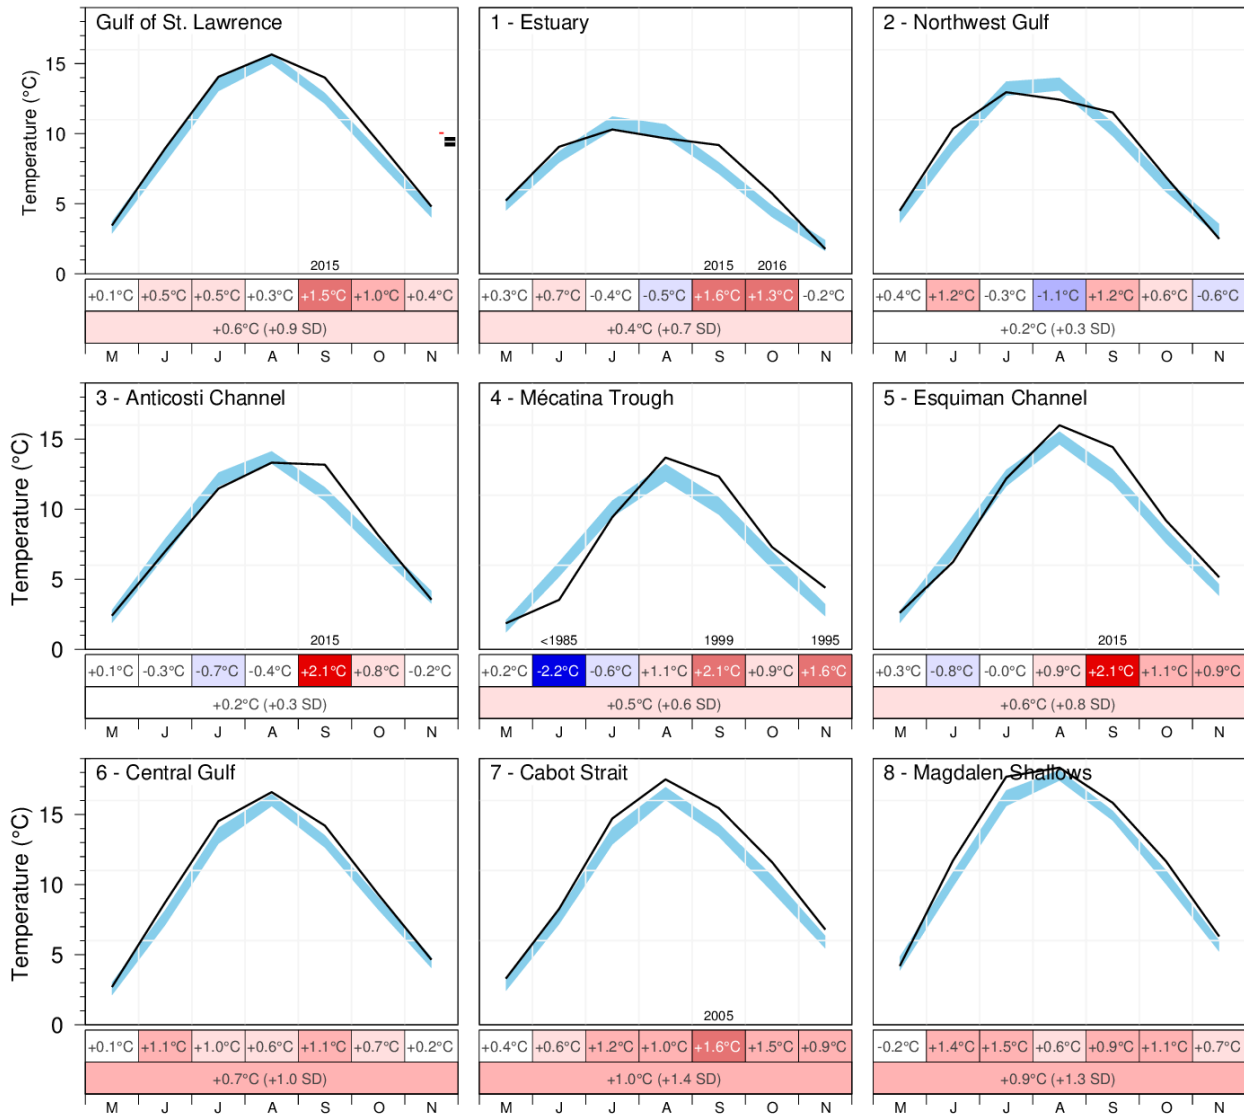 Gulf of St. Lawrence
1 - Estuary
2 - Northwest Gulf
Temperature (°C)
15
10
5
0
2015
2015 2016
+0.1°C +0.5°C +0.5°C +0.3°C +1.5°C +1.0°C +0.4°C
+0.3°C +0.7°C -0.4°C -0.5°C +1.6°C +1.3°C -0.2°C
+0.4°C +1.2°C -0.3°C -1.1°C +1.2°C +0.6°C -0.6°C
+0.6°C (+0.9 SD)
+0.4°C (+0.7 SD)
+0.2°C (+0.3 SD)
M J J A S O N
M J J A S O N
M J J A S O N
3 - Anticosti Channel
4 - Mécatina Trough
5 - Esquiman Channel
Temperature (°C)
15
10
5
0
2015
<1985 1999 1995
2015
+0.1°C -0.3°C -0.7°C -0.4°C +2.1°C +0.8°C -0.2°C
+0.2°C -2.2°C -0.6°C +1.1°C +2.1°C +0.9°C +1.6°C
+0.3°C -0.8°C -0.0°C +0.9°C +2.1°C +1.1°C +0.9°C
+0.2°C (+0.3 SD)
+0.5°C (+0.6 SD)
+0.6°C (+0.8 SD)
M J J A S O N
M J J A S O N
M J J A S O N
6 - Central Gulf
7 - Cabot Strait
8 - Magdalen Shallows
Temperature (°C)
15
10
5
0
2005
+0.1°C +1.1°C +1.0°C +0.6°C +1.1°C +0.7°C +0.2°C
+0.4°C +0.6°C +1.2°C +1.0°C +1.6°C +1.5°C +0.9°C
-0.2°C +1.4°C +1.5°C +0.6°C +0.9°C +1.1°C +0.7°C
+0.7°C (+1.0 SD)
+1.0°C (+1.4 SD)
+0.9°C (+1.3 SD)
M J J A S O N
M J J A S O N
M J J A S O N